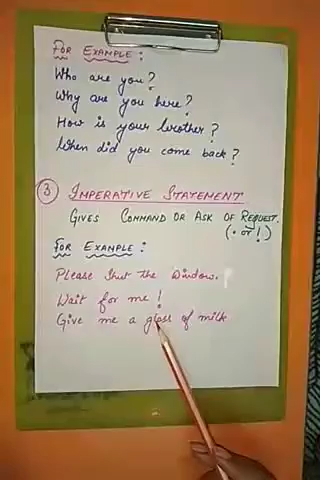 For Example:
Who are you?
Why are you here?
How is your brother?
When did you come back?
3 Imperative Statement
Gives Command or Ask of Request.
(. or !)
For Example:
Please Shut the Window.
Wait for me!
Give me a glass of milk